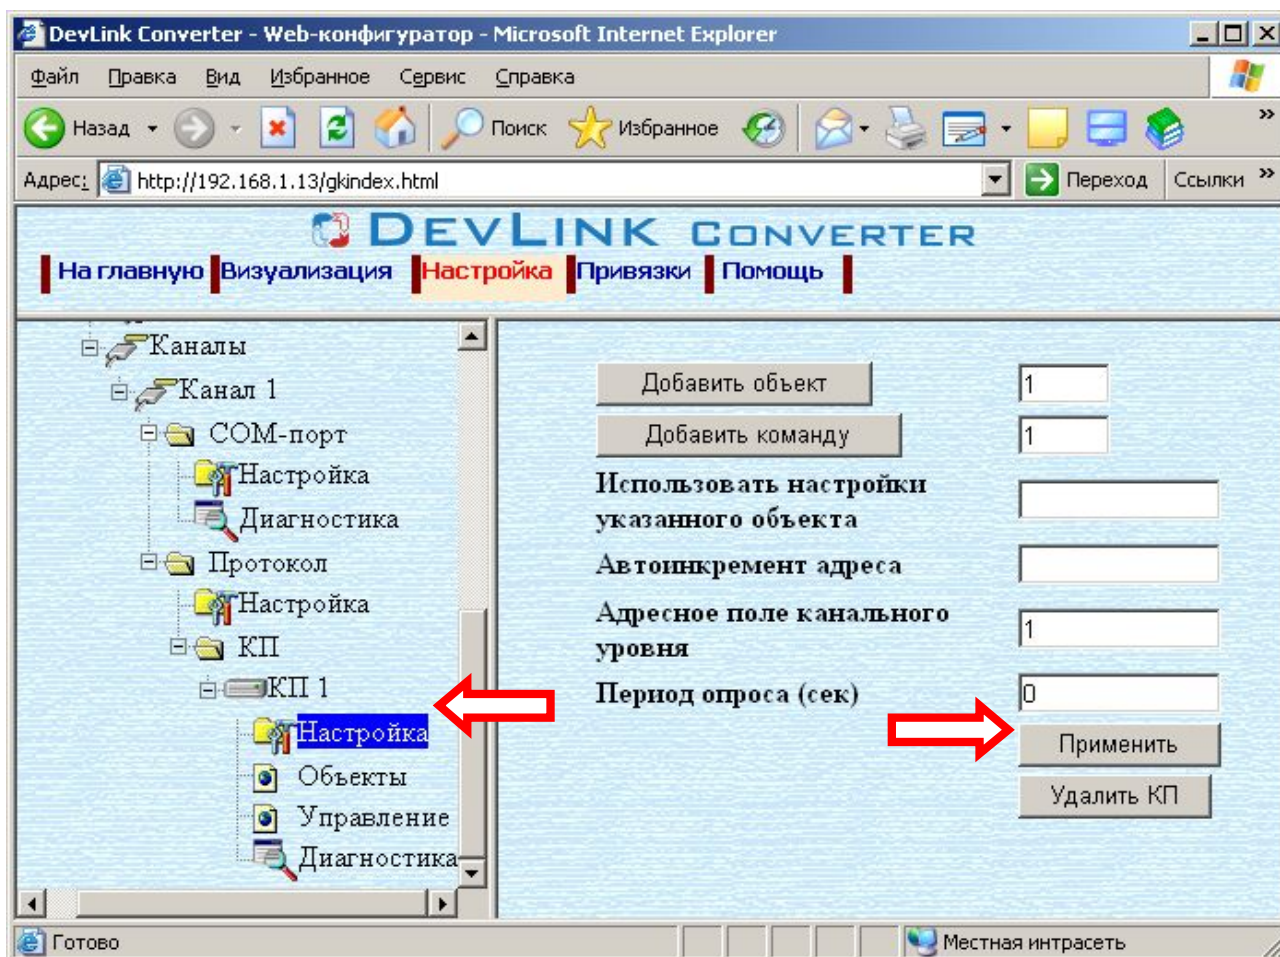 DevLink Converter - Web-конфигуратор - Microsoft Internet Explorer
Файл Правка Вид Избранное Сервис Справка
Назад Поиск Избранное »
Адрес: http://192.168.1.13/gkindex.html Переход Ссылки »
DEVLINK CONVERTER
На главную Визуализация Настройка Привязки Помощь
Каналы
Канал 1
COM-порт
Настройка
Диагностика
Протокол
Настройка
КП
КП 1
Настройка
Объекты
Управление
Диагностика
Добавить объект 1
Добавить команду 1
Использовать настройки
указанного объекта
Автоинкремент адреса
Адресное поле канального
уровня 1
Период опроса (сек) 0
Применить
Удалить КП
Готово Местная интрасеть